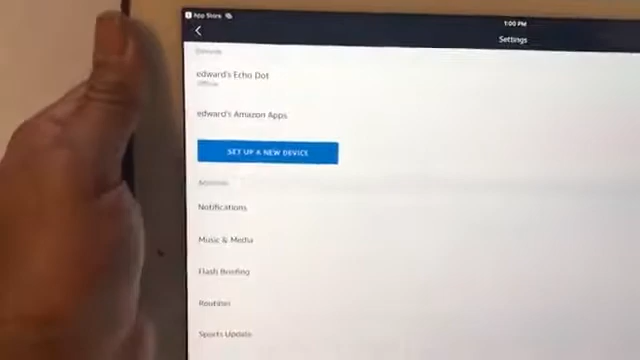 App Store
1:00 PM
Settings
edward's Echo Dot
Offline
edward's Amazon Apps
SET UP A NEW DEVICE
Notifications
Music & Media
Flash Briefing
Routines
Sports Update